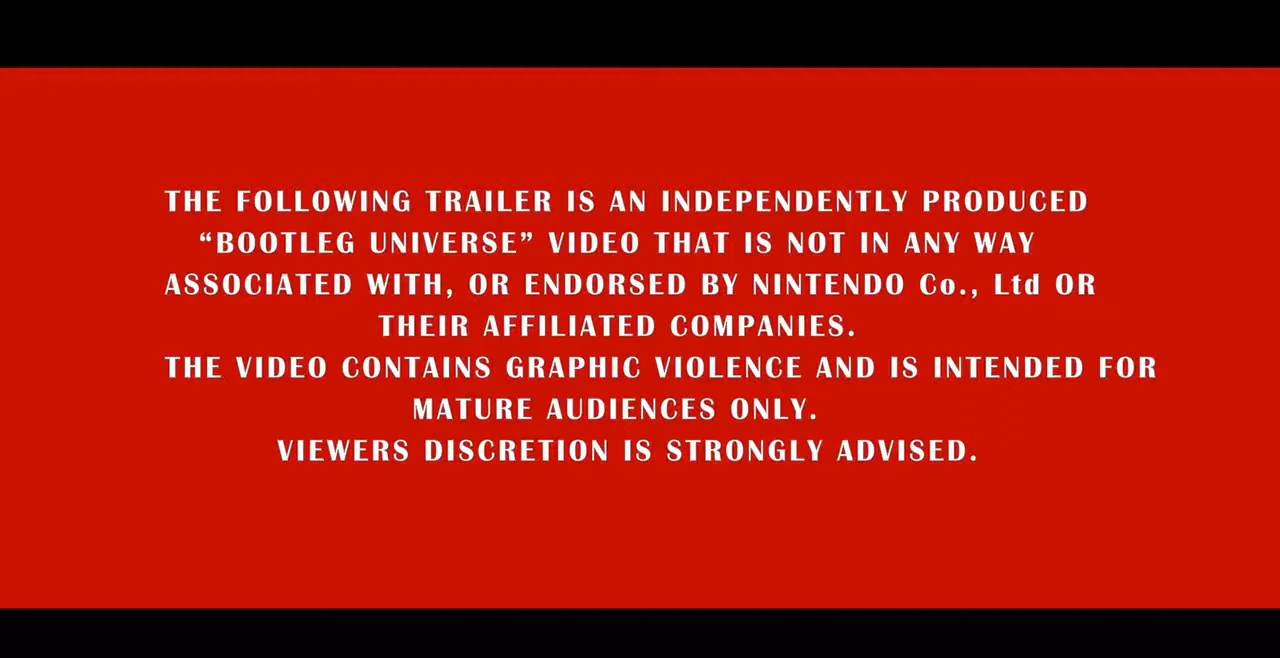 THE FOLLOWING TRAILER IS AN INDEPENDENTLY PRODUCED
“BOOTLEG UNIVERSE” VIDEO THAT IS NOT IN ANY WAY
ASSOCIATED WITH, OR ENDORSED BY NINTENDO Co., Ltd OR
THEIR AFFILIATED COMPANIES.
THE VIDEO CONTAINS GRAPHIC VIOLENCE AND IS INTENDED FOR
MATURE AUDIENCES ONLY.
VIEWERS DISCRETION IS STRONGLY ADVISED.